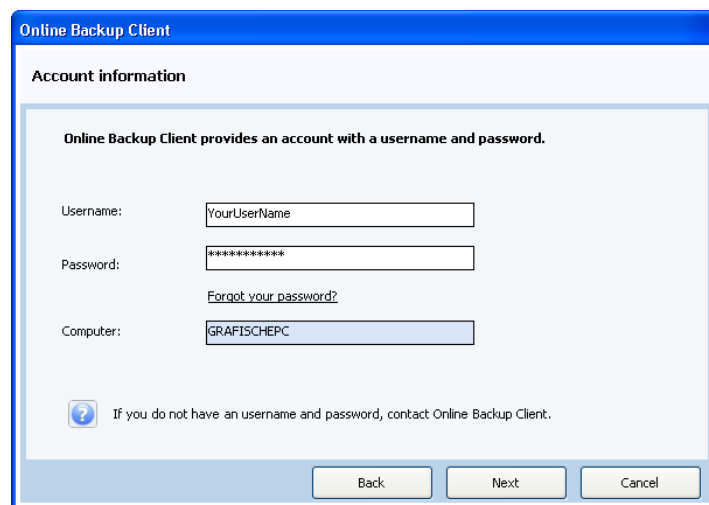 Online Backup Client
Account information
Online Backup Client provides an account with a username and password.
Username:
YourUserName
Password:
***********
Forgot your password?
Computer:
GRAFISCHEPC
If you do not have an username and password, contact Online Backup Client.
Back
Next
Cancel